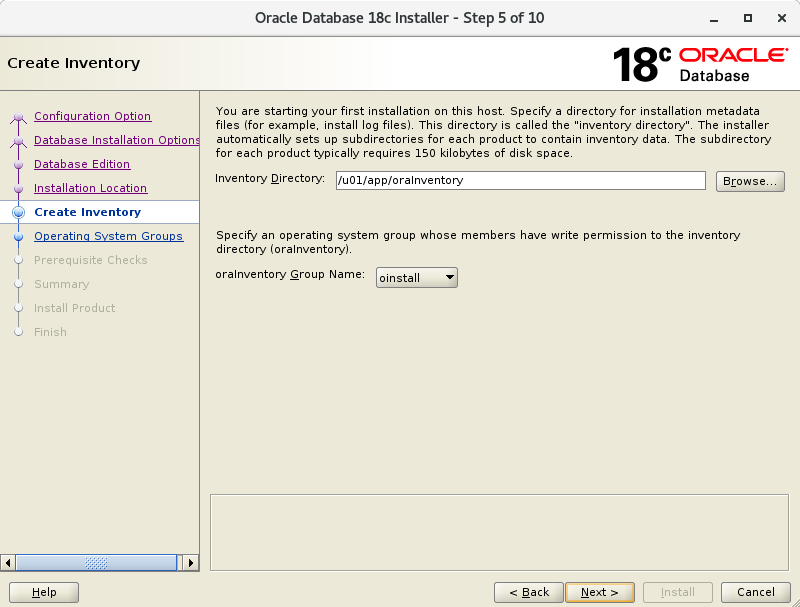 Oracle Database 18c Installer - Step 5 of 10
Create Inventory
18c ORACLE
Database
Configuration Option
Database Installation Options
Database Edition
Installation Location
Create Inventory
Operating System Groups
Prerequisite Checks
Summary
Install Product
Finish
You are starting your first installation on this host. Specify a directory for installation metadata
files (for example, install log files). This directory is called the "inventory directory". The installer
automatically sets up subdirectories for each product to contain inventory data. The subdirectory
for each product typically requires 150 kilobytes of disk space.
Inventory Directory: /u01/app/oraInventory Browse...
Specify an operating system group whose members have write permission to the inventory
directory (oraInventory).
oraInventory Group Name: oinstall
Help < Back Next > Install Cancel